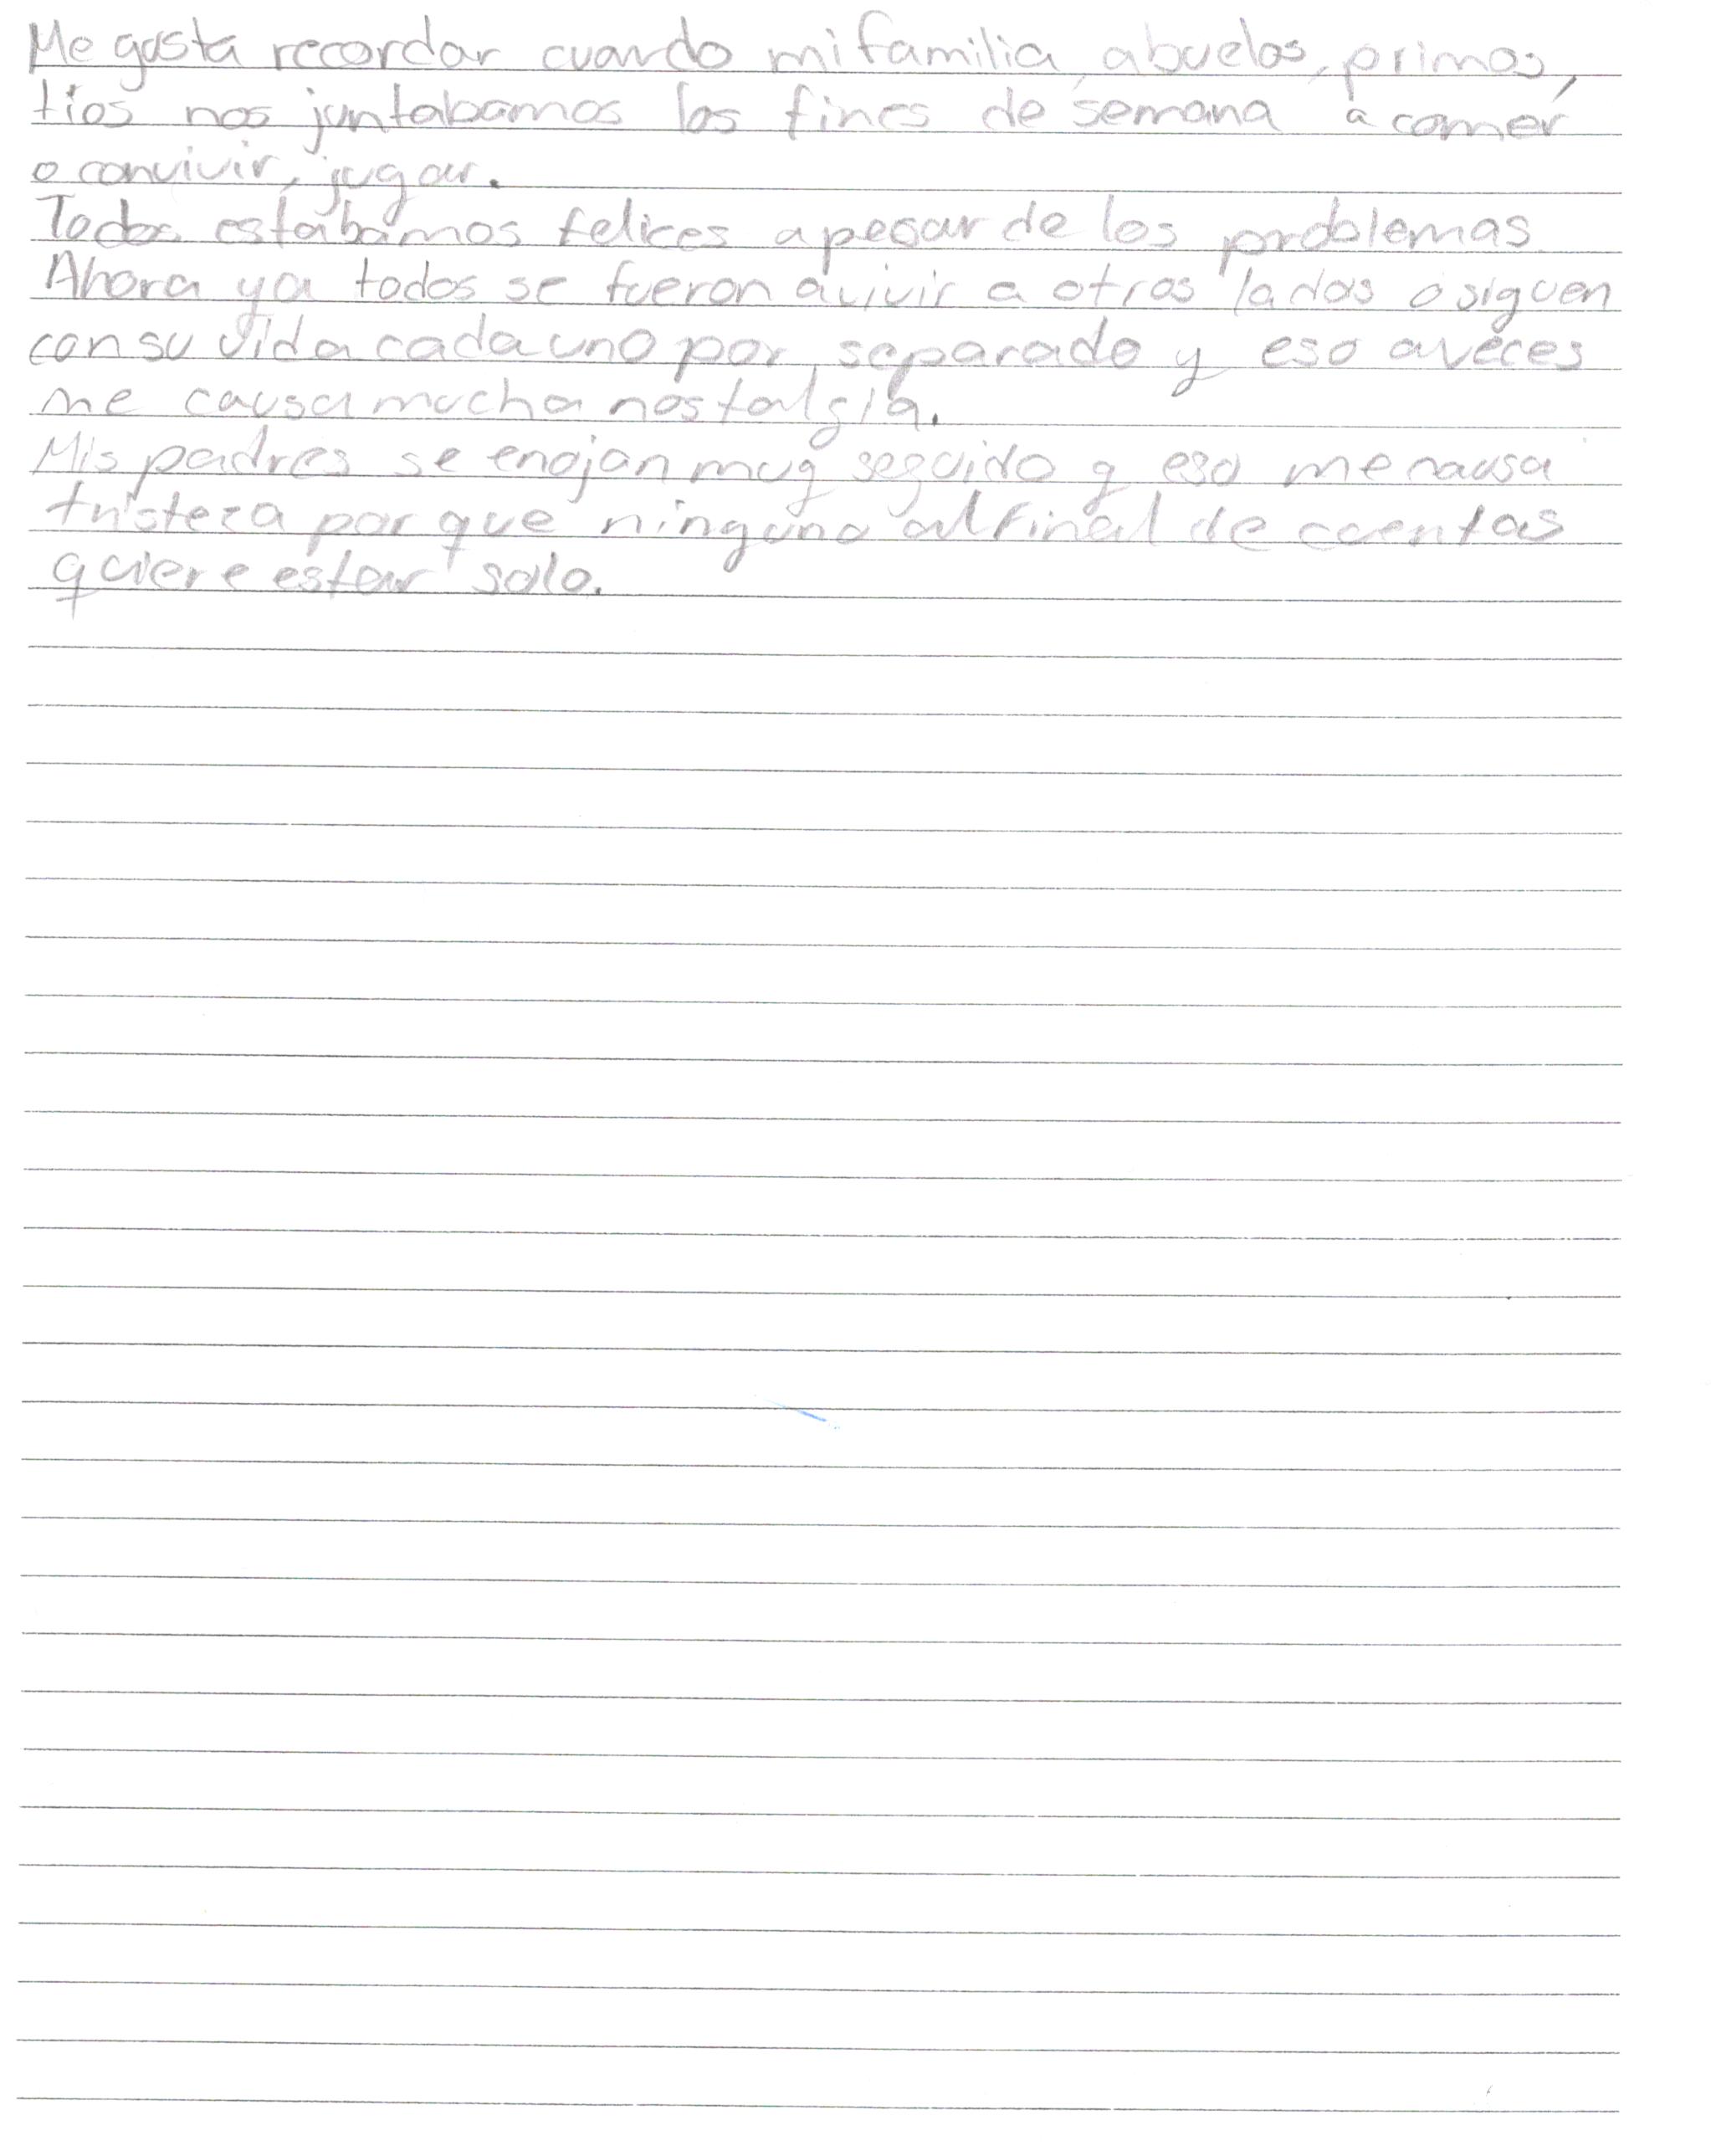 Me gusta recordar cuando mi familia, abuelos, primos,
tios nos juntabamos los fines de semana a comer
o convivir, jugar.
Todos estabamos felices apesar de los problemas
Ahora ya todos se fueron a vivir a otros lados o siguen
con su vida cada uno por separado y eso aveces
me causa mucha nostalgia.
Mis padres se enojan muy seguido y eso me causa
tristeza por que ninguno al final de cuentas
quiere estar solo.